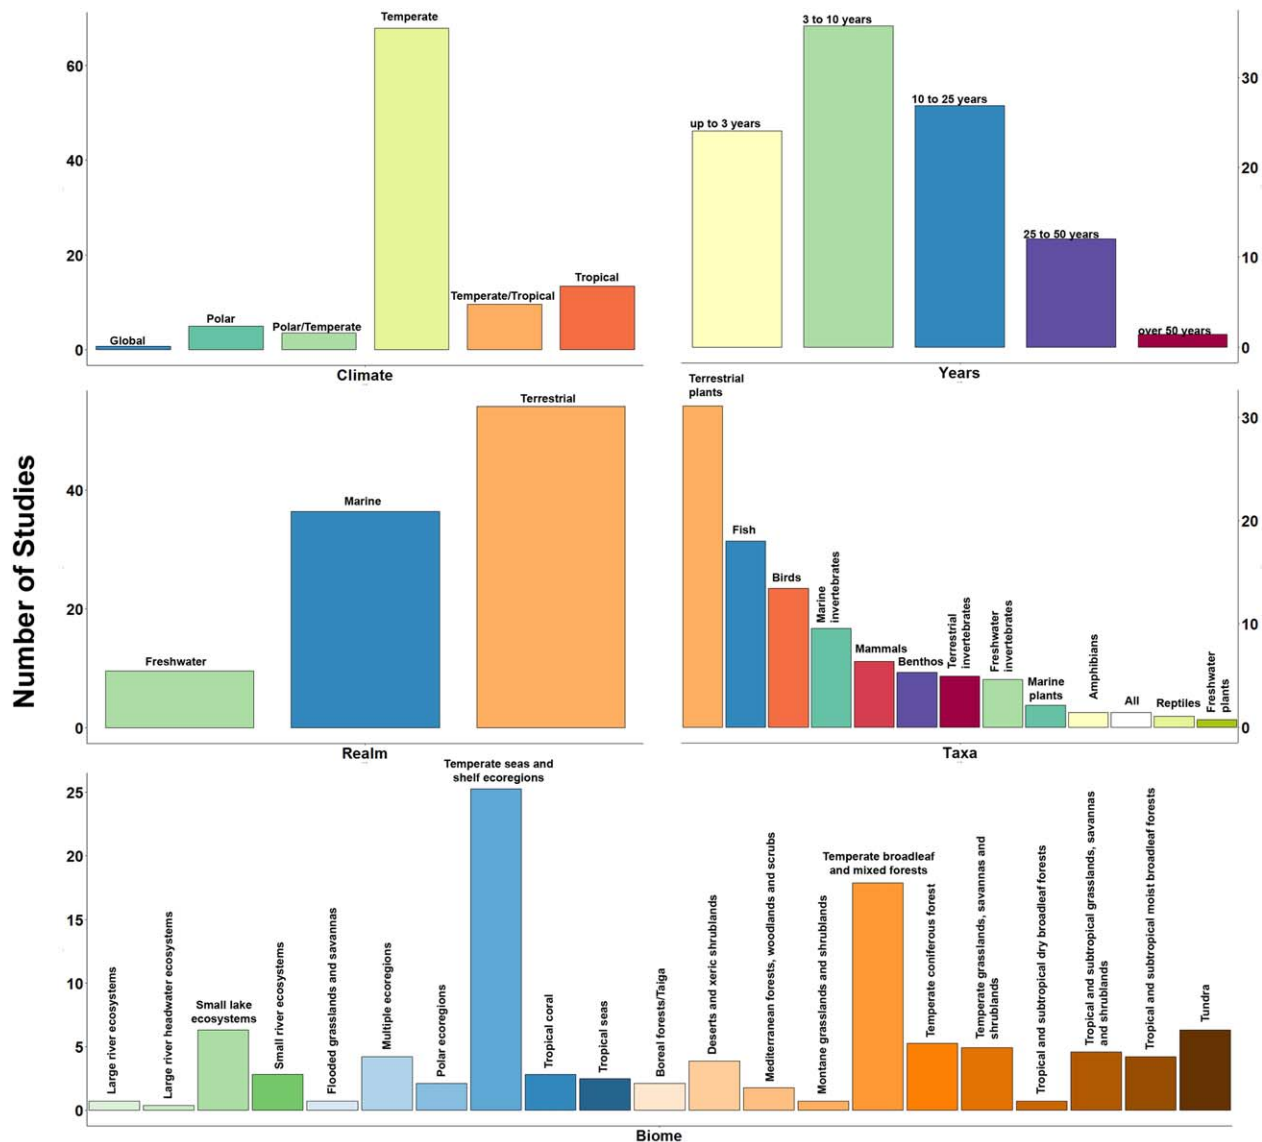 Number of Studies
60
40
20
0
Global
Polar
Polar/Temperate
Temperate
Temperate/Tropical
Tropical
Climate
up to 3 years
3 to 10 years
10 to 25 years
25 to 50 years
over 50 years
30
20
10
0
Years
40
20
0
Freshwater
Marine
Terrestrial
Realm
Terrestrial
plants
Fish
Birds
Marine
invertebrates
Mammals
Benthos
Terrestrial
invertebrates
Freshwater
invertebrates
Marine
plants
Amphibians
All
Reptiles
Freshwater
plants
30
20
10
0
Taxa
25
20
15
10
5
0
Large river ecosystems
Large river headwater ecosystems
Small lake
ecosystems
Small river ecosystems
Flooded grasslands and savannas
Multiple ecoregions
Polar ecoregions
Temperate seas and
shelf ecoregions
Tropical coral
Tropical seas
Boreal forests/Taiga
Deserts and xeric shrublands
Mediterranean forests, woodlands and scrubs
Montane grasslands and shrublands
Temperate broadleaf
and mixed forests
Temperate coniferous forest
Temperate grasslands, savannas and
shrublands
Tropical and subtropical dry broadleaf forests
Tropical and subtropical grasslands, savannas
and shrublands
Tropical and subtropical moist broadleaf forests
Tundra
Biome